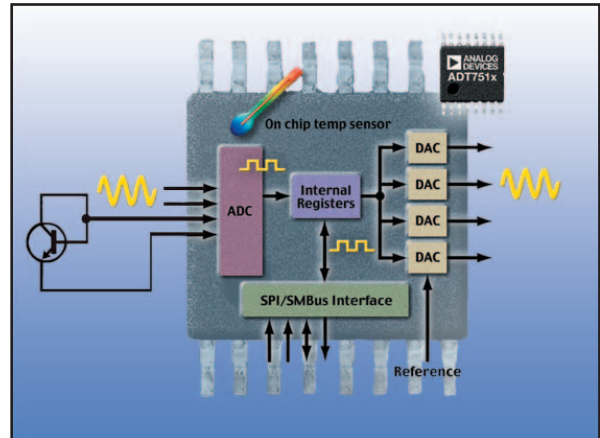 ANALOG
DEVICES
ADT751x
On chip temp sensor
ADC
Internal
Registers
DAC
DAC
DAC
DAC
SPI/SMBus Interface
Reference